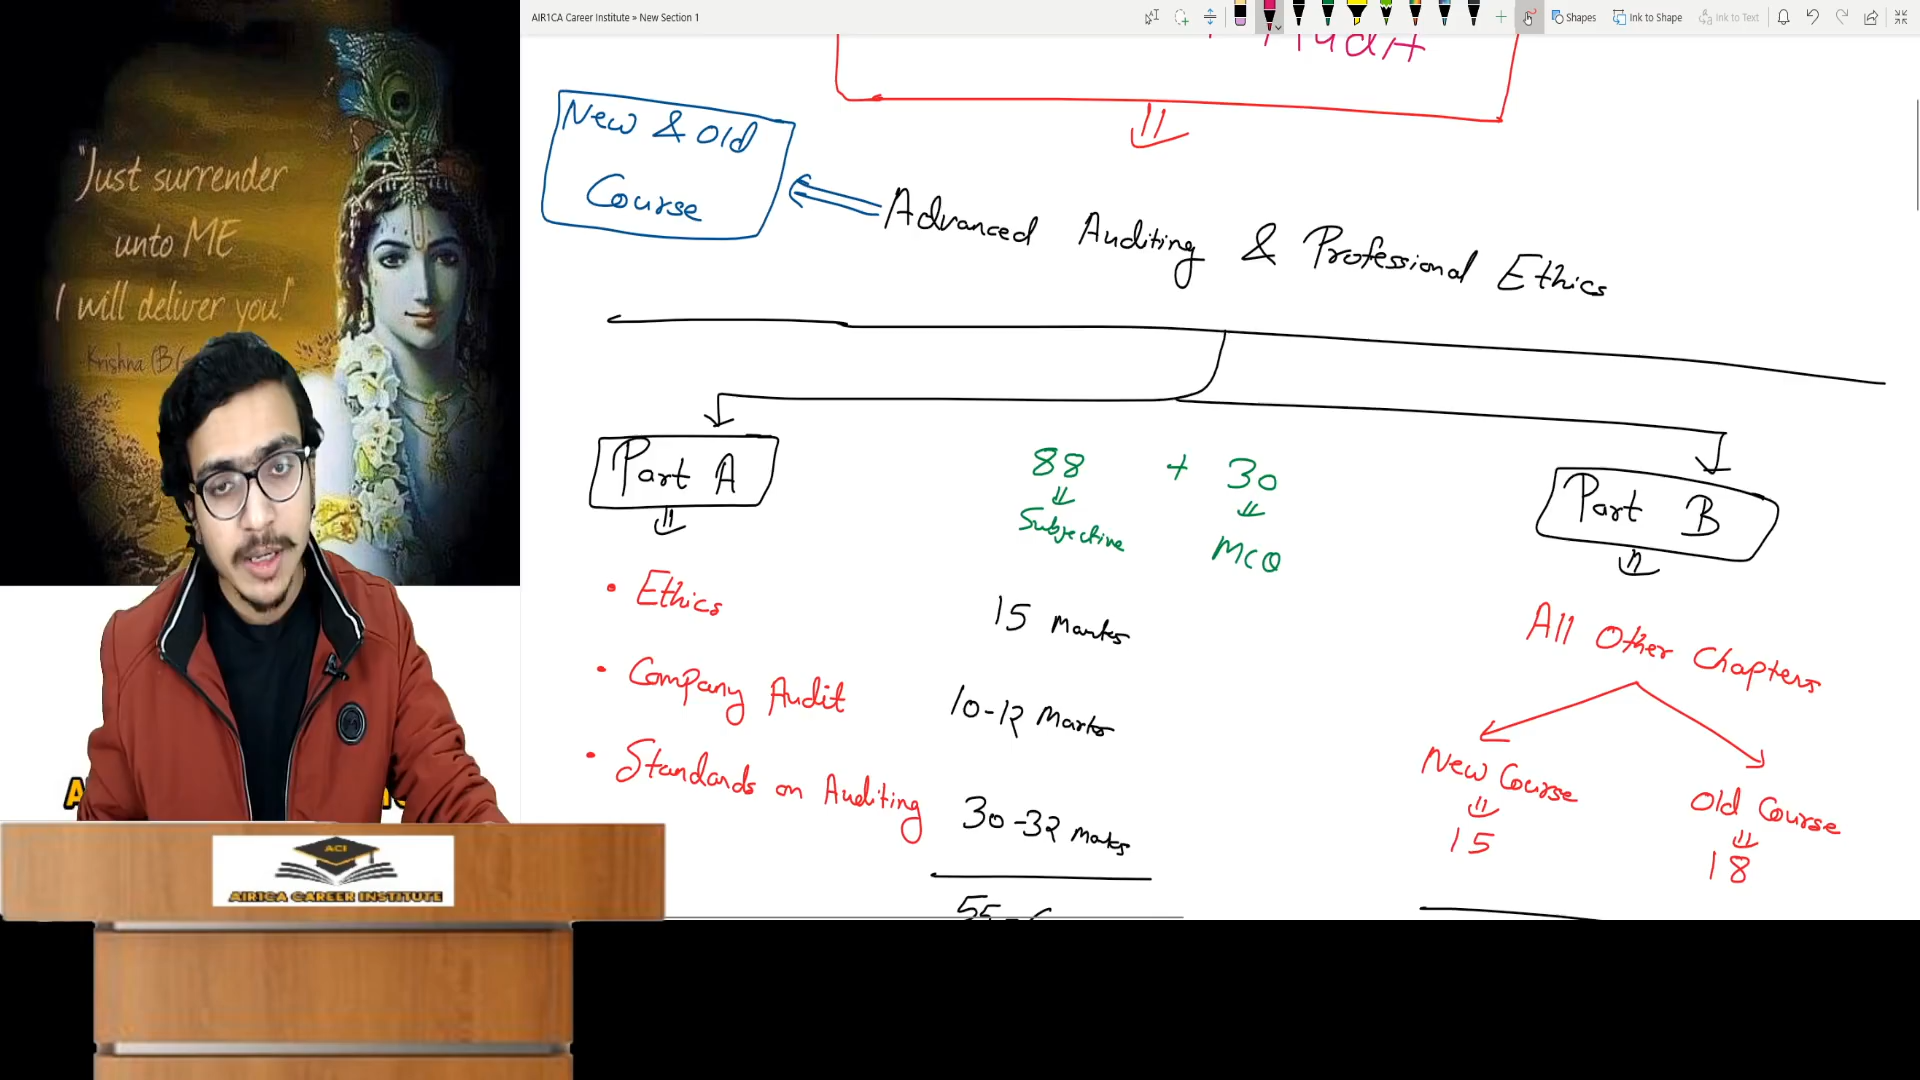 AIR1CA Career Institute » New Section 1
Shapes
Ink to Shape
Ink to Text
Audit
New & Old
Course
Advanced Auditing & Professional Ethics
"Just surrender
unto ME
I will deliver you!"
Krishna (B.G
Part A
88 + 30
Subjective
MCQ
Part B
• Ethics 15 Marks
• Company Audit 10-12 Marks
• Standards on Auditing 30-32 Marks
55
All Other Chapters
New Course
15
Old Course
18
ACI
AIR1CA CAREER INSTITUTE